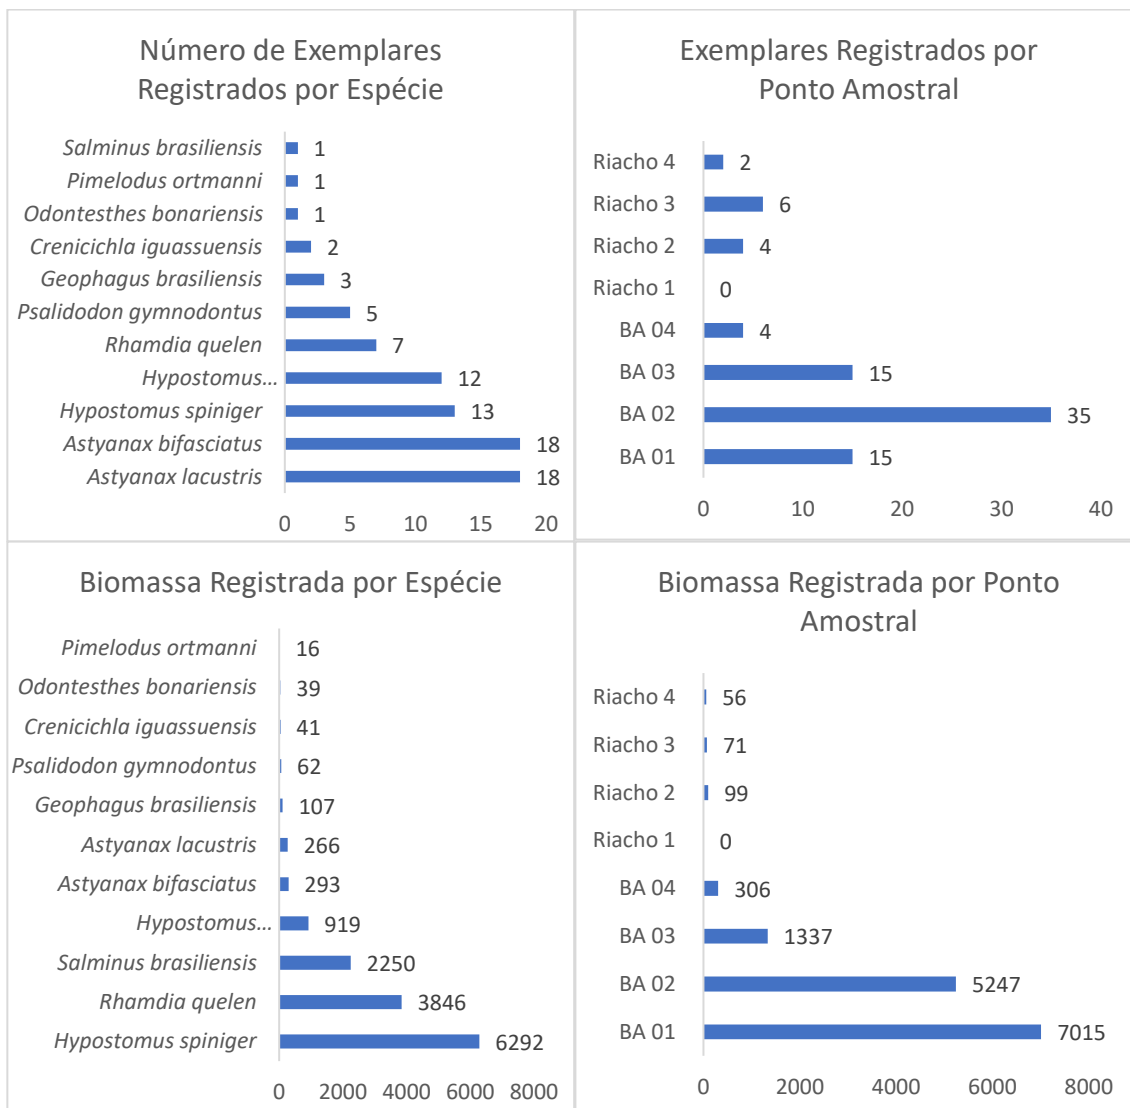 Número de Exemplares
Registrados por Espécie
Salminus brasiliensis 1
Pimelodus ortmanni 1
Odontesthes bonariensis 1
Crenicichla iguassuensis 2
Geophagus brasiliensis 3
Psalidodon gymnodontus 5
Rhamdia quelen 7
Hypostomus... 12
Hypostomus spiniger 13
Astyanax bifasciatus 18
Astyanax lacustris 18
0 5 10 15 20
Exemplares Registrados por
Ponto Amostral
Riacho 4 2
Riacho 3 6
Riacho 2 4
Riacho 1 0
BA 04 4
BA 03 15
BA 02 35
BA 01 15
0 10 20 30 40
Biomassa Registrada por Espécie
Pimelodus ortmanni 16
Odontesthes bonariensis 39
Crenicichla iguassuensis 41
Psalidodon gymnodontus 62
Geophagus brasiliensis 107
Astyanax lacustris 266
Astyanax bifasciatus 293
Hypostomus... 919
Salminus brasiliensis 2250
Rhamdia quelen 3846
Hypostomus spiniger 6292
0 2000 4000 6000 8000
Biomassa Registrada por Ponto
Amostral
Riacho 4 56
Riacho 3 71
Riacho 2 99
Riacho 1 0
BA 04 306
BA 03 1337
BA 02 5247
BA 01 7015
0 2000 4000 6000 8000